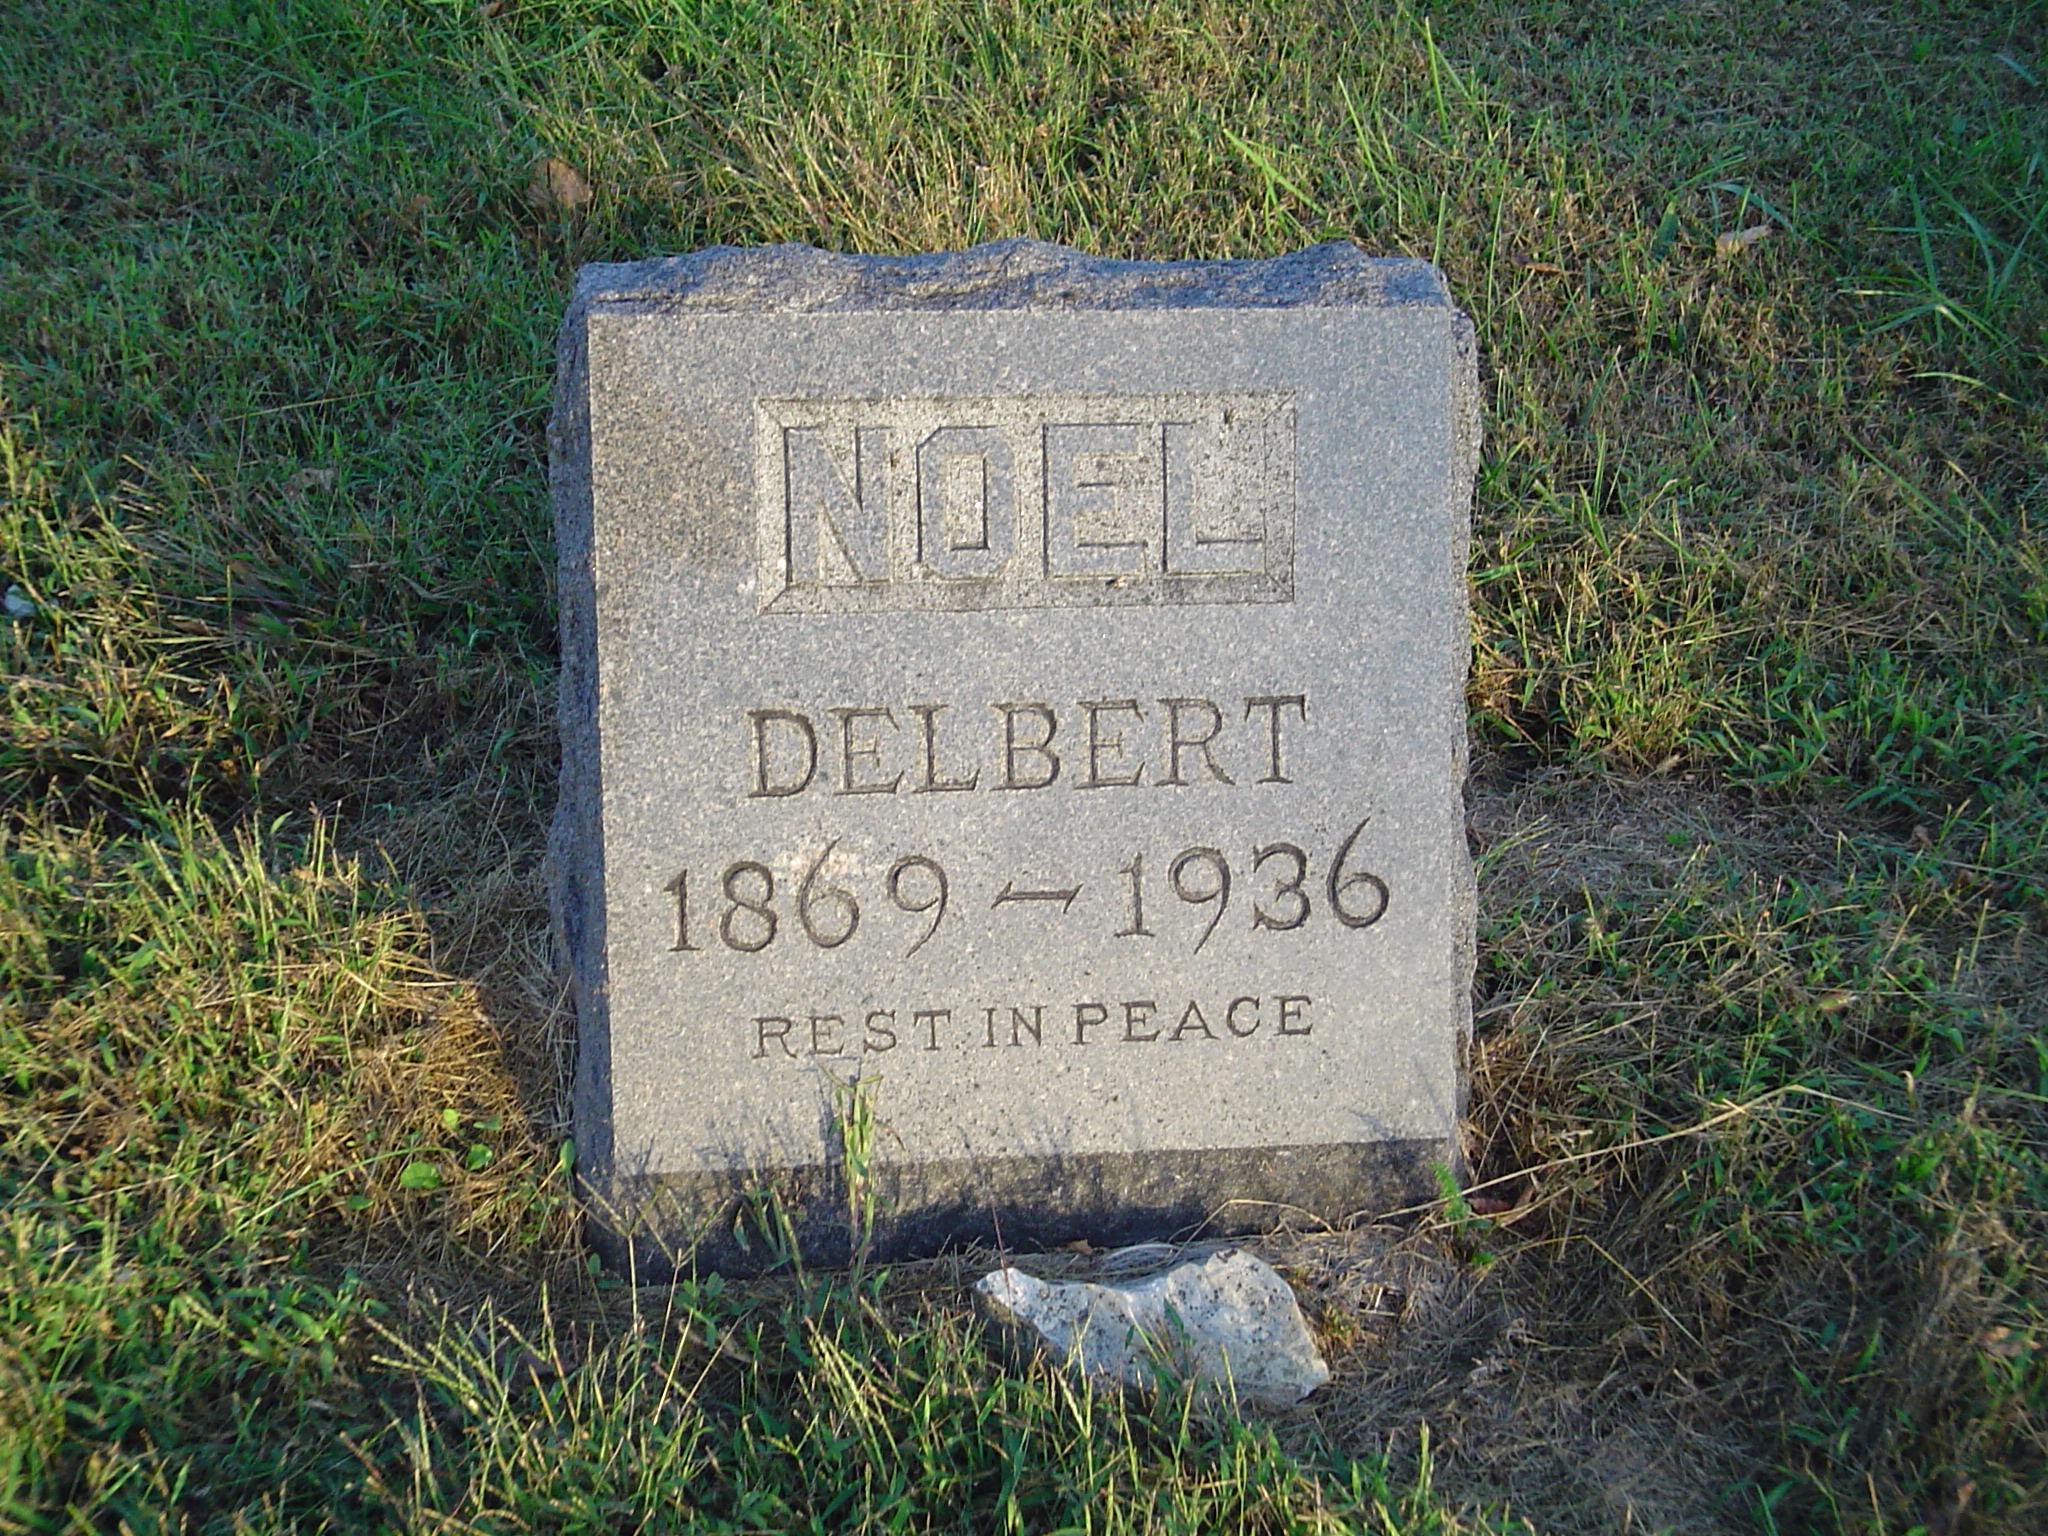 NOEL
DELBERT
1869 – 1936
REST IN PEACE